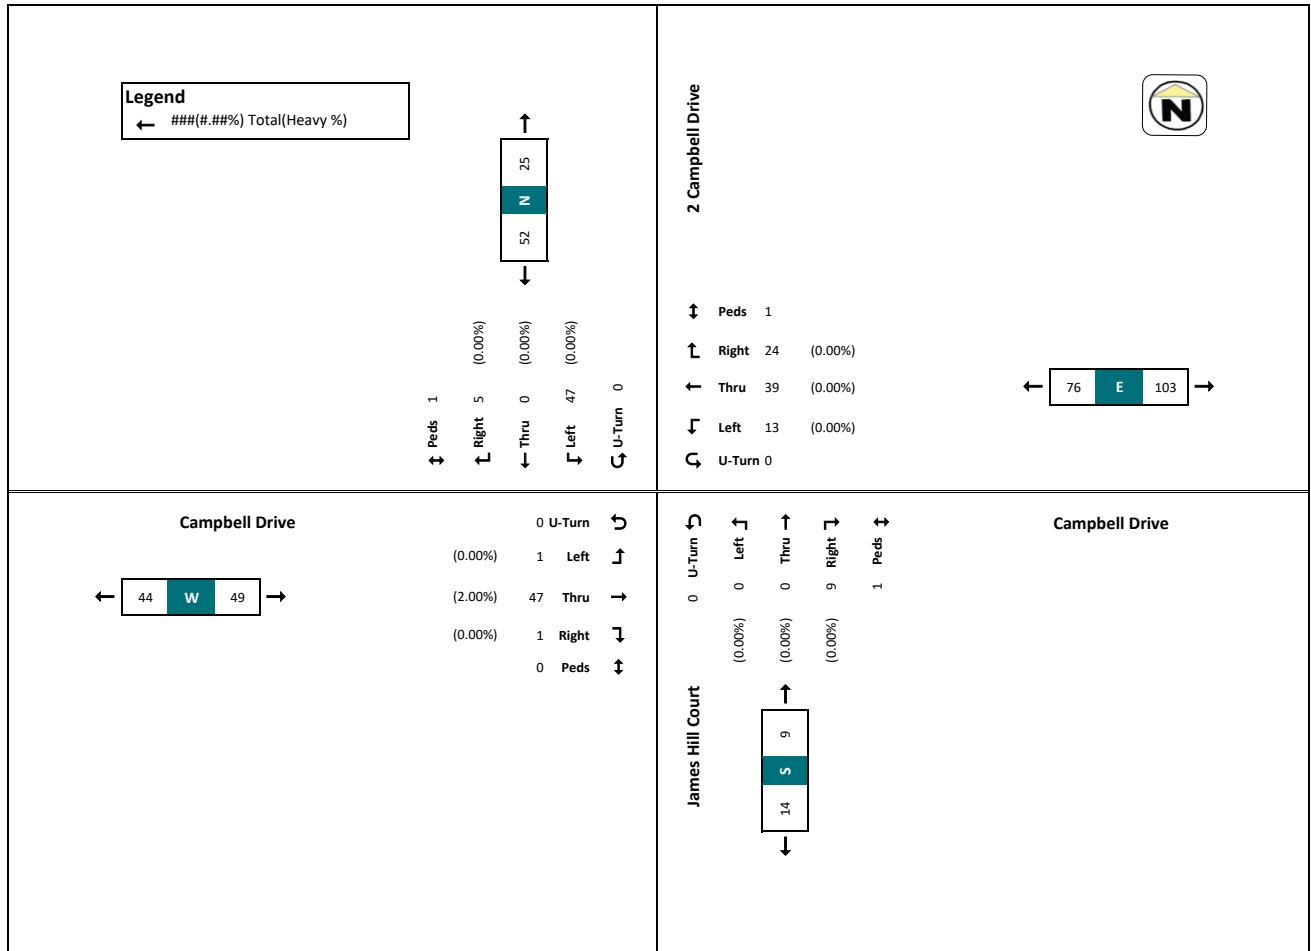 Legend
###(#.##%) Total(Heavy %)
25
N
52
Peds 1
Right 5 (0.00%)
Thru 0 (0.00%)
Left 47 (0.00%)
U-Turn 0
2 Campbell Drive
N
Peds 1
Right 24 (0.00%)
Thru 39 (0.00%)
Left 13 (0.00%)
U-Turn 0
76 E 103
Campbell Drive
0 U-Turn
(0.00%) 1 Left
(2.00%) 47 Thru
(0.00%) 1 Right
0 Peds
44 W 49
0 U-Turn
(0.00%) 0 Left
(0.00%) 0 Thru
(0.00%) 9 Right
1 Peds
Campbell Drive
James Hill Court
9
S
14